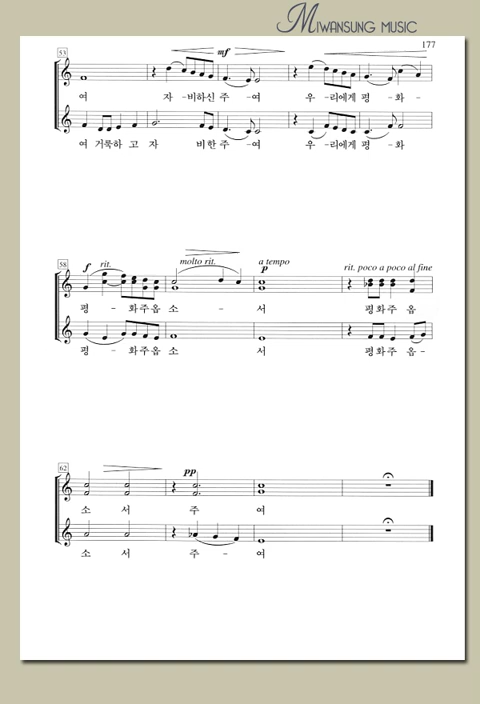 MIWANSUNG MUSIC
177
53
mf
여 자 - 비하신 주 - 여 우 - 리에게 평 - 화 -
여 거룩하 고 자 비한 주 - 여 우 - 리에게 평 - 화
58
f rit. molto rit. a tempo p rit. poco a poco al fine
평 - 화주옵 소 - 서 평화주 옵
평 - 화주옵 소 서 평화주 옵 -
62
pp
소 서 주 여
소 서 주 - 여